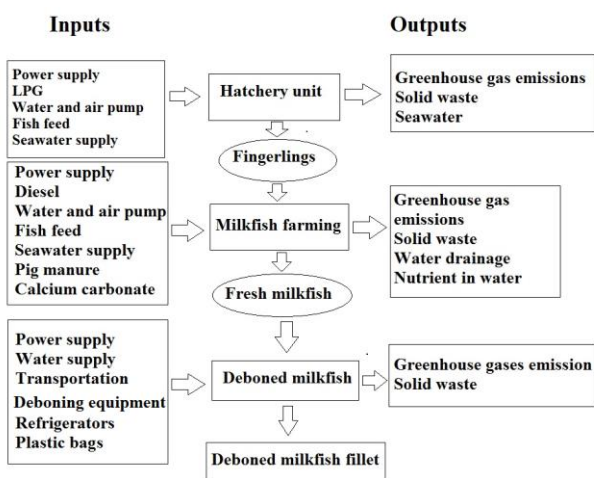 Inputs
Outputs
Power supply
LPG
Water and air pump
Fish feed
Seawater supply
Hatchery unit
Greenhouse gas emissions
Solid waste
Seawater
Fingerlings
Power supply
Diesel
Water and air pump
Fish feed
Seawater supply
Pig manure
Calcium carbonate
Milkfish farming
Greenhouse gas
emissions
Solid waste
Water drainage
Nutrient in water
Fresh milkfish
Power supply
Water supply
Transportation
Deboning equipment
Refrigerators
Plastic bags
Deboned milkfish
Greenhouse gases emission
Solid waste
Deboned milkfish fillet